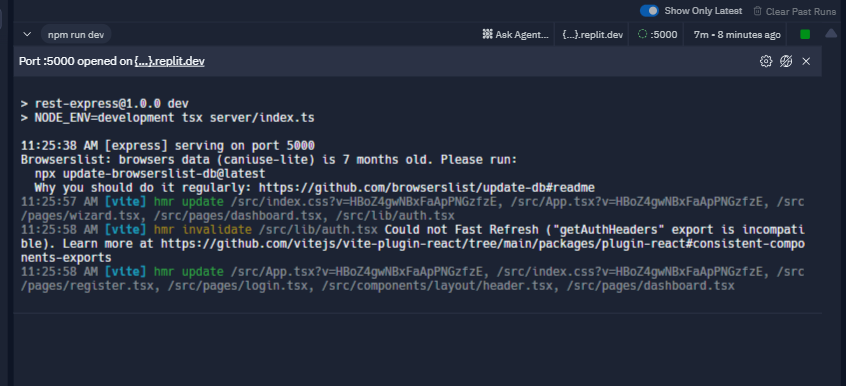 Show Only Latest Clear Past Runs
npm run dev Ask Agent... {...}.replit.dev :5000 7m • 8 minutes ago
Port :5000 opened on {...}.replit.dev
> rest-express@1.0.0 dev
> NODE_ENV=development tsx server/index.ts
11:25:38 AM [express] serving on port 5000
Browserslist: browsers data (caniuse-lite) is 7 months old. Please run:
npx update-browserslist-db@latest
Why you should do it regularly: https://github.com/browserslist/update-db#readme
11:25:57 AM [vite] hmr update /src/index.css?v=HBoZ4gwNBxFaApPNGzfzE, /src/App.tsx?v=HBoZ4gwNBxFaApPNGzfzE, /src
/pages/wizard.tsx, /src/pages/dashboard.tsx, /src/lib/auth.tsx
11:25:58 AM [vite] hmr invalidate /src/lib/auth.tsx Could not Fast Refresh ("getAuthHeaders" export is incompati
ble). Learn more at https://github.com/vitejs/vite-plugin-react/tree/main/packages/plugin-react#consistent-compo
nents-exports
11:25:58 AM [vite] hmr update /src/App.tsx?v=HBoZ4gwNBxFaApPNGzfzE, /src/index.css?v=HBoZ4gwNBxFaApPNGzfzE, /src
/pages/register.tsx, /src/pages/login.tsx, /src/components/layout/header.tsx, /src/pages/dashboard.tsx